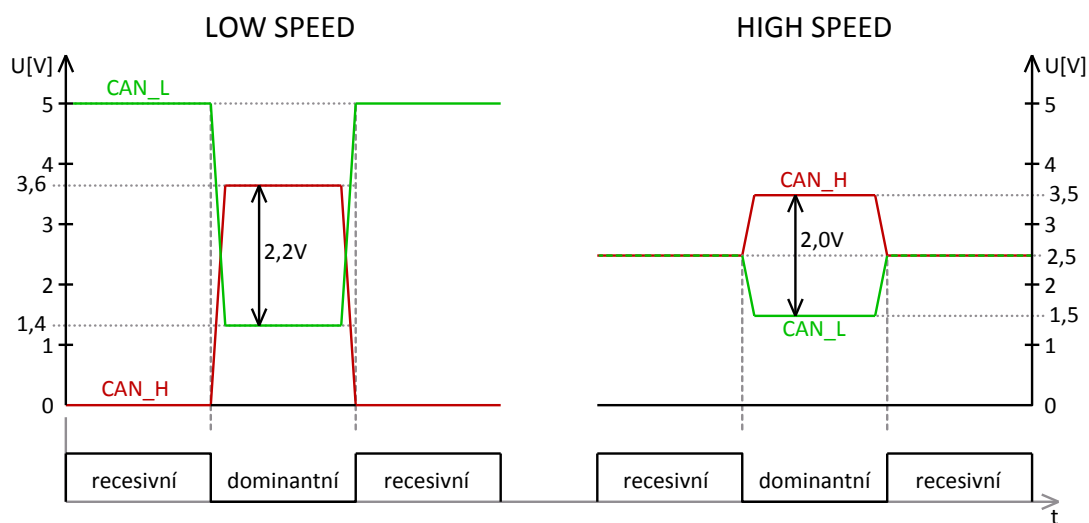 LOW SPEED
HIGH SPEED
U[V]
CAN_L
5
4
3,6
3
2,2V
2
1,4
1
CAN_H
0
U[V]
5
4
CAN_H
3,5
3
2,0V
2,5
2
1,5
CAN_L
1
0
recesivní
dominantní
recesivní
recesivní
dominantní
recesivní
t